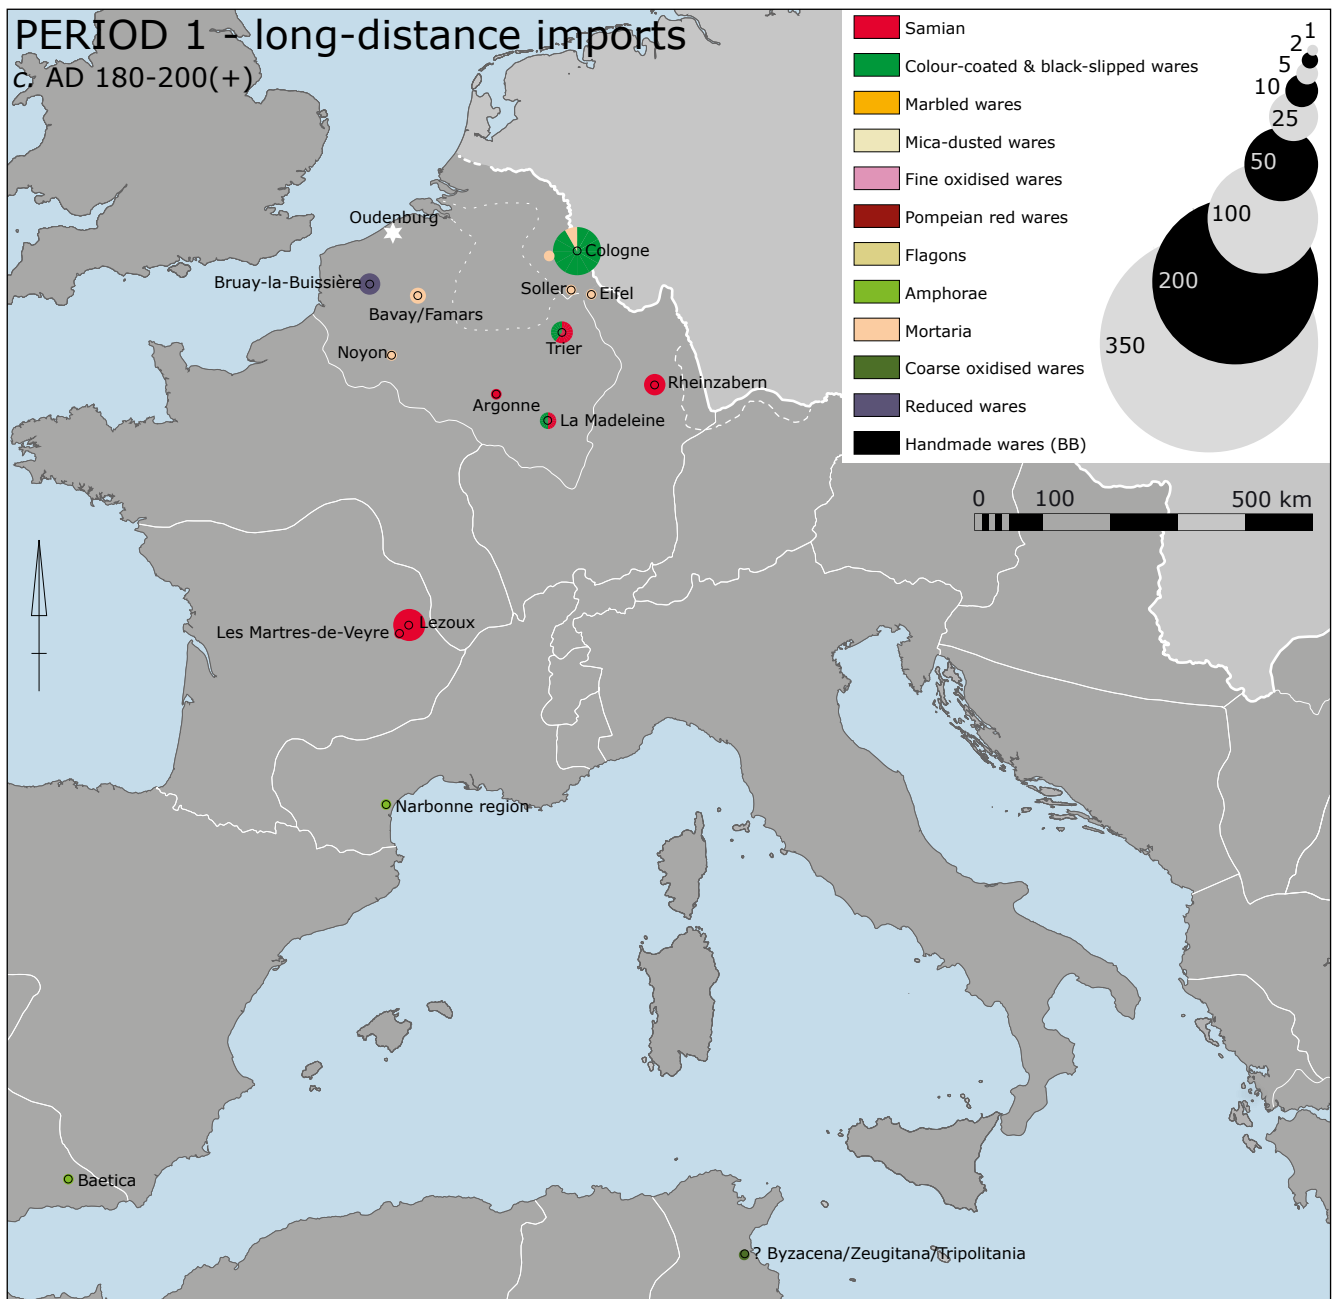 PERIOD 1 - long-distance imports
c. AD 180-200(+)
Samian
Colour-coated & black-slipped wares
Marbled wares
Mica-dusted wares
Fine oxidised wares
Pompeian red wares
Flagons
Amphorae
Mortaria
Coarse oxidised wares
Reduced wares
Handmade wares (BB)
1
2
5
10
25
50
100
200
350
0 100 500 km
Oudenburg
Cologne
Bruay-la-Buissière
Soller
Eifel
Bavay/Famars
Trier
Noyon
Rheinzabern
Argonne
La Madeleine
Lezoux
Les Martres-de-Veyre
Narbonne region
Baetica
? Byzacena/Zeugitana/Tripolitania